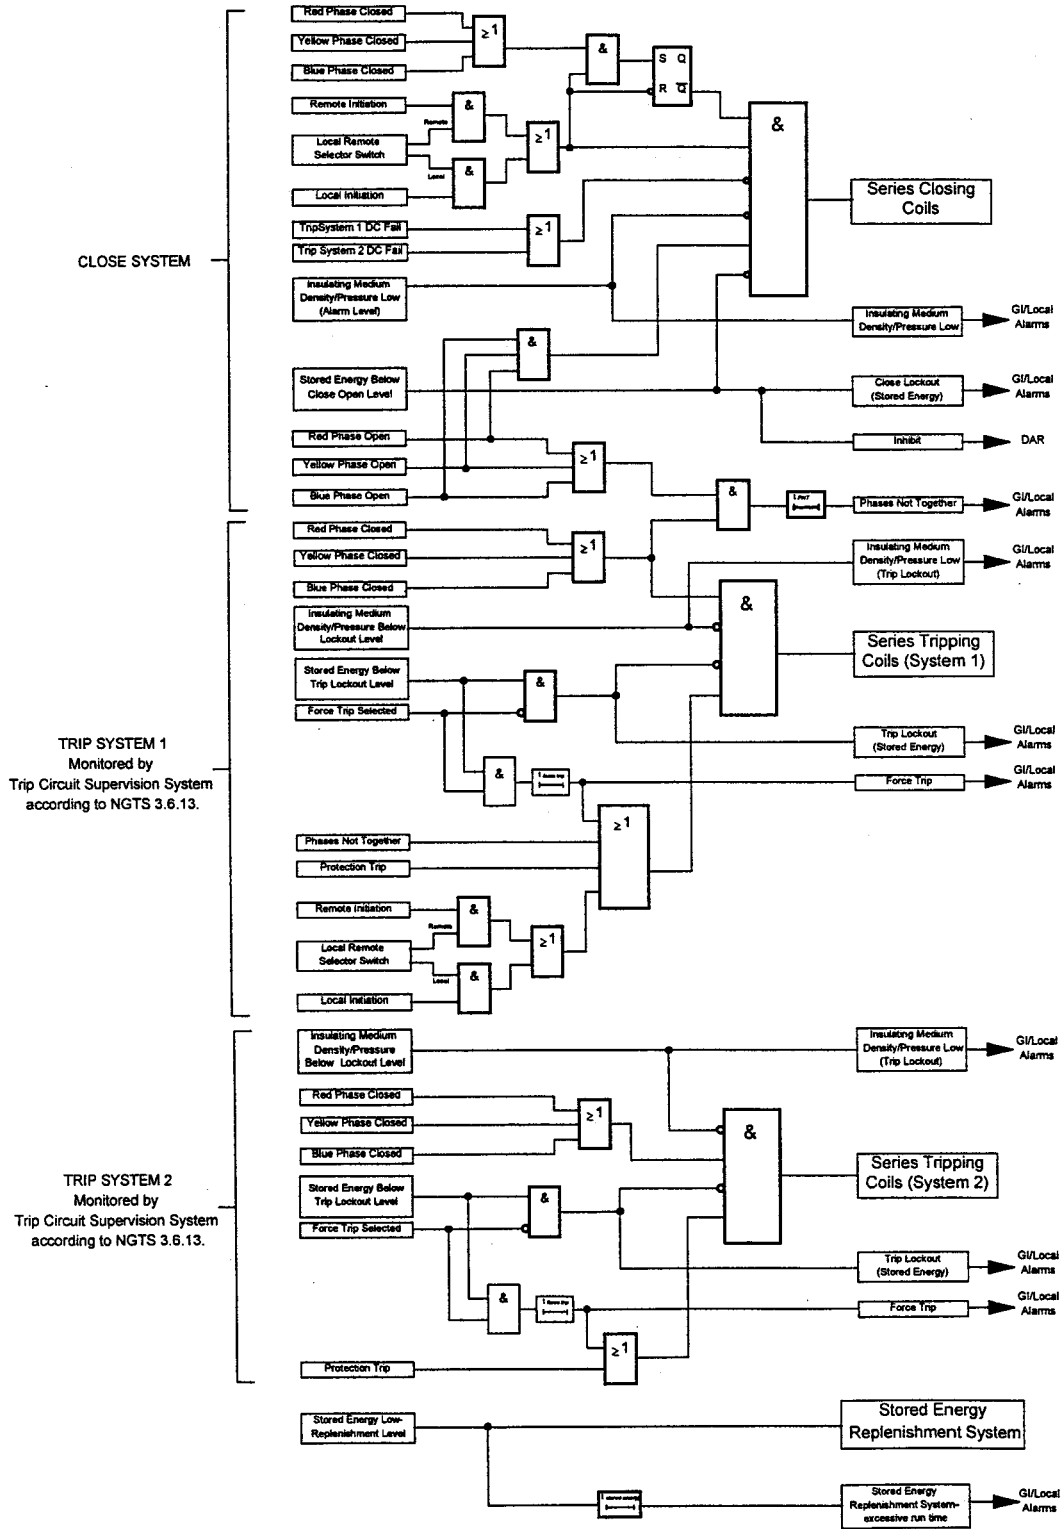 Red Phase Closed
Yellow Phase Closed
Blue Phase Closed
≥1
&
S Q
R Q̅
Remote Initiation
Remote
&
Local Remote
Selector Switch
≥1
Local
&
Local Initiation
&
Series Closing
Coils
TripSystem 1 DC Fail
Trip System 2 DC Fail
≥1
CLOSE SYSTEM
Insulating Medium
Density/Pressure Low
(Alarm Level)
Insulating Medium
Density/Pressure Low
GI/Local
Alarms
&
Stored Energy Below
Close Open Level
Close Lockout
(Stored Energy)
GI/Local
Alarms
Inhibit
DAR
Red Phase Open
Yellow Phase Open
Blue Phase Open
≥1
&
t PNT
Phases Not Together
GI/Local
Alarms
Red Phase Closed
Yellow Phase Closed
Blue Phase Closed
≥1
Insulating Medium
Density/Pressure Low
(Trip Lockout)
GI/Local
Alarms
Insulating Medium
Density/Pressure Below
Lockout Level
&
Series Tripping
Coils (System 1)
Stored Energy Below
Trip Lockout Level
Force Trip Selected
&
Trip Lockout
(Stored Energy)
GI/Local
Alarms
TRIP SYSTEM 1
Monitored by
Trip Circuit Supervision System
according to NGTS 3.6.13.
&
t force trip
Force Trip
GI/Local
Alarms
≥1
Phases Not Together
Protection Trip
Remote Initiation
Remote
&
Local Remote
Selector Switch
≥1
Local
&
Local Initiation
Insulating Medium
Density/Pressure
Below Lockout Level
Insulating Medium
Density/Pressure Low
(Trip Lockout)
GI/Local
Alarms
Red Phase Closed
Yellow Phase Closed
Blue Phase Closed
≥1
&
Series Tripping
Coils (System 2)
TRIP SYSTEM 2
Monitored by
Trip Circuit Supervision System
according to NGTS 3.6.13.
Stored Energy Below
Trip Lockout Level
Force Trip Selected
&
Trip Lockout
(Stored Energy)
GI/Local
Alarms
&
t force trip
Force Trip
GI/Local
Alarms
≥1
Protection Trip
Stored Energy Low-
Replenishment Level
Stored Energy
Replenishment System
t stored energy
Stored Energy
Replenishment System-
excessive run time
GI/Local
Alarms